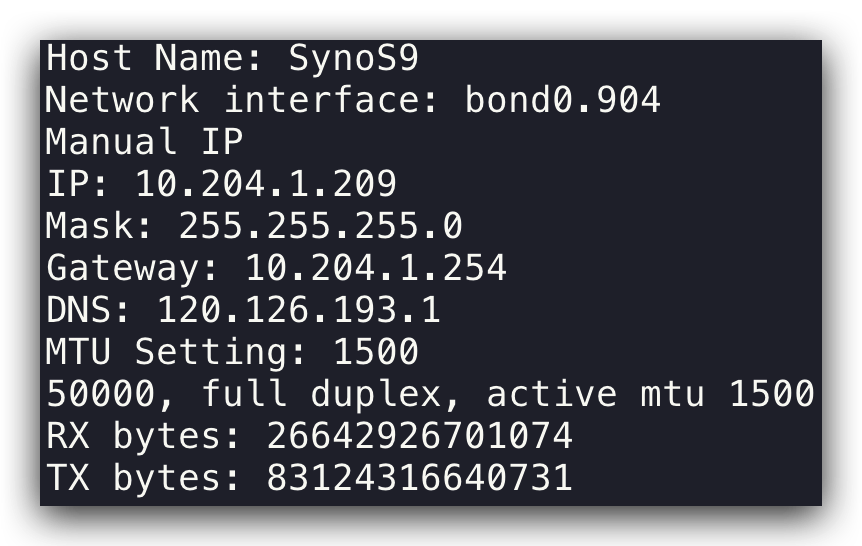 Host Name: SynoS9
Network interface: bond0.904
Manual IP
IP: 10.204.1.209
Mask: 255.255.255.0
Gateway: 10.204.1.254
DNS: 120.126.193.1
MTU Setting: 1500
50000, full duplex, active mtu 1500
RX bytes: 26642926701074
TX bytes: 83124316640731